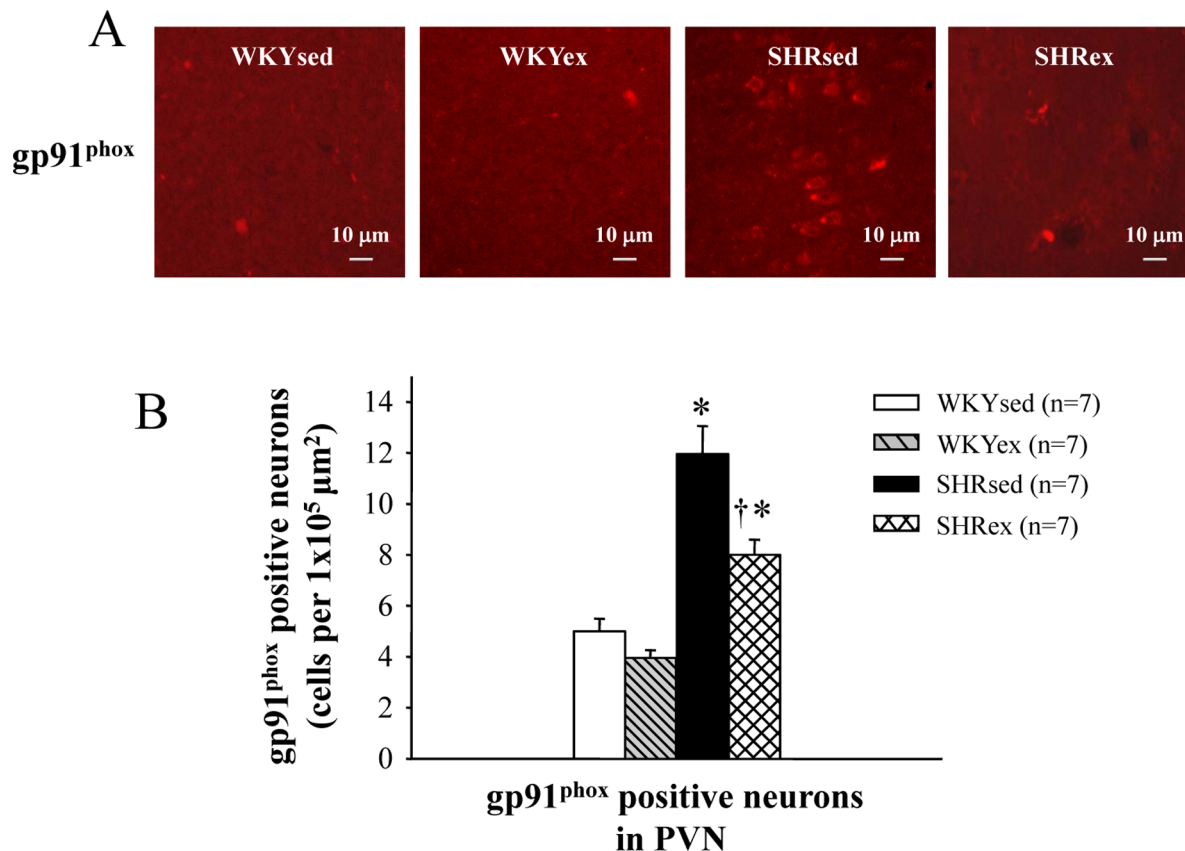 A
WKYsed
WKYex
SHRsed
SHRex
gp91phox
10 μm
10 μm
10 μm
10 μm
B
gp91phox positive neurons
(cells per 1x10⁵ μm²)
14
12
10
8
6
4
2
0
*
†*
WKYsed (n=7)
WKYex (n=7)
SHRsed (n=7)
SHRex (n=7)
gp91phox positive neurons
in PVN